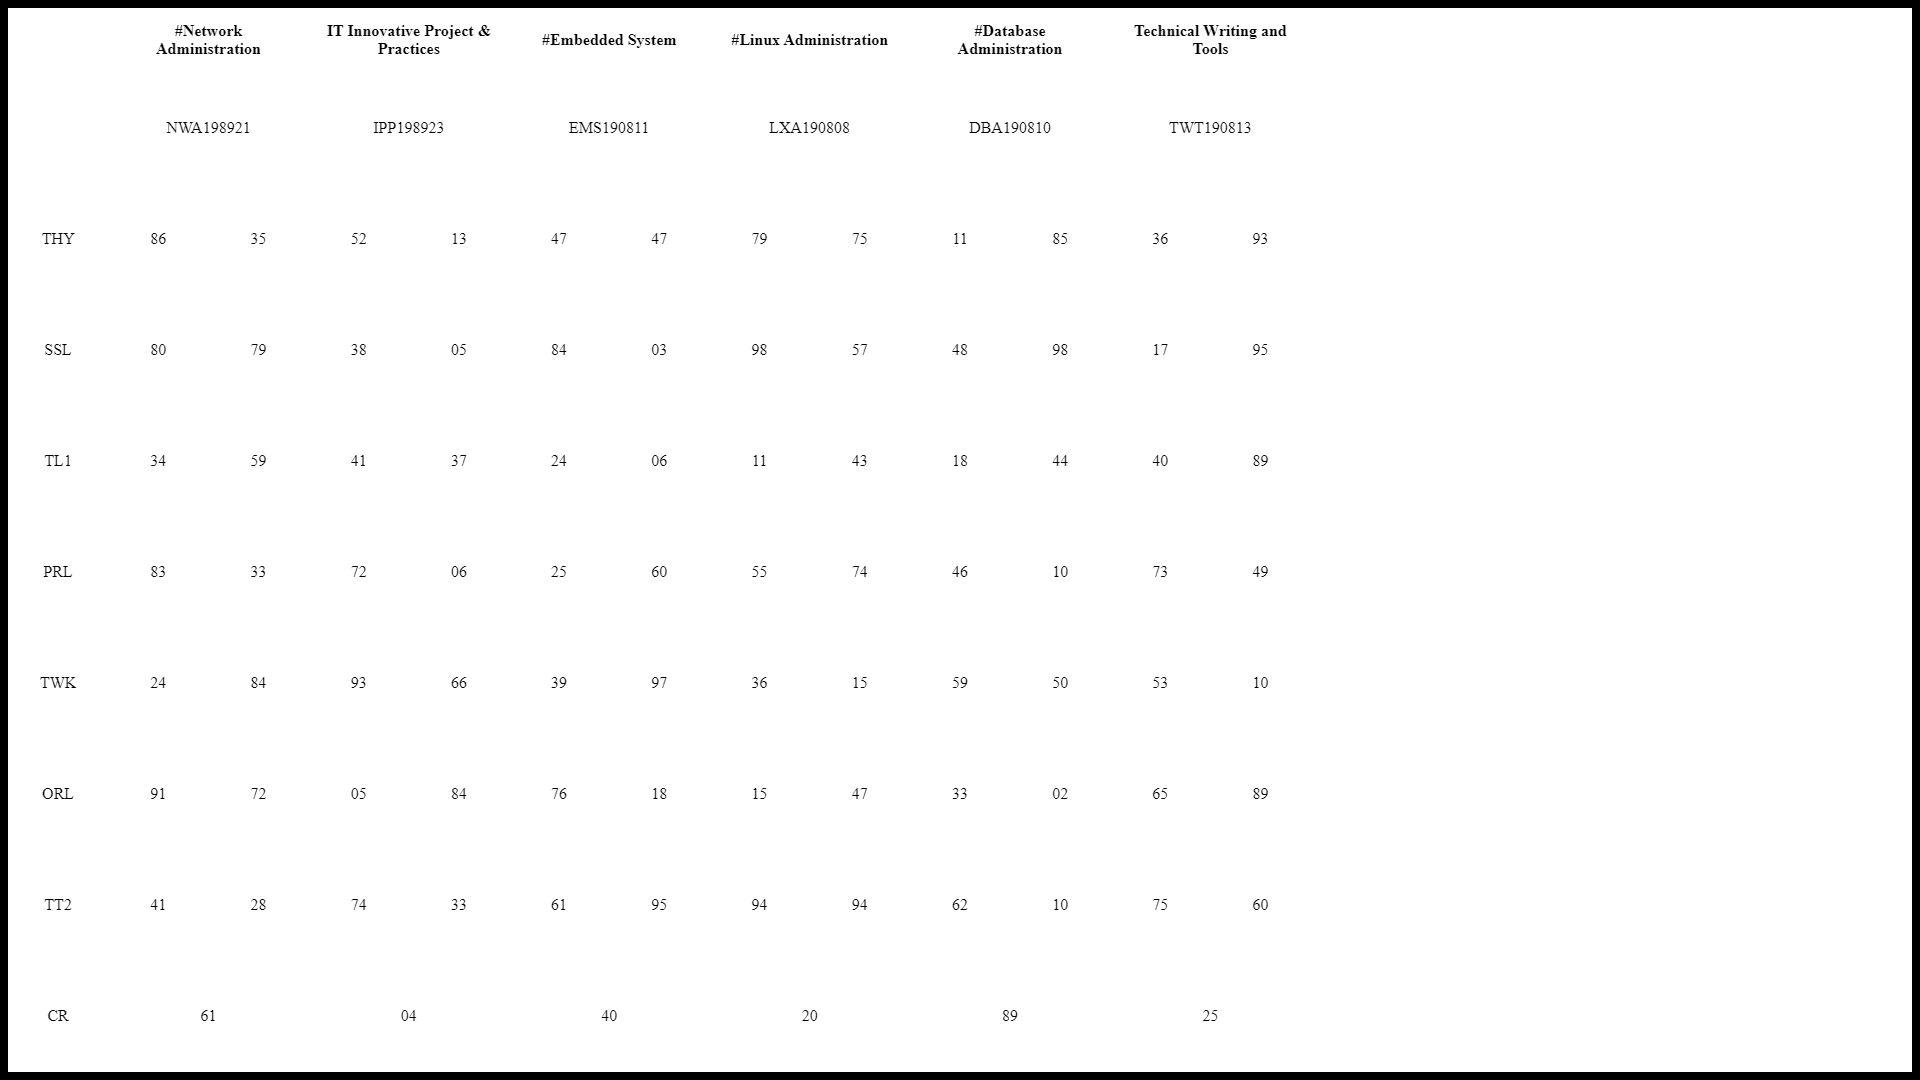 #Network Administration IT Innovative Project & Practices #Embedded System #Linux Administration #Database Administration Technical Writing and Tools
NWA198921 IPP198923 EMS190811 LXA190808 DBA190810 TWT190813
THY 86 35 52 13 47 47 79 75 11 85 36 93
SSL 80 79 38 05 84 03 98 57 48 98 17 95
TL1 34 59 41 37 24 06 11 43 18 44 40 89
PRL 83 33 72 06 25 60 55 74 46 10 73 49
TWK 24 84 93 66 39 97 36 15 59 50 53 10
ORL 91 72 05 84 76 18 15 47 33 02 65 89
TT2 41 28 74 33 61 95 94 94 62 10 75 60
CR 61 04 40 20 89 25